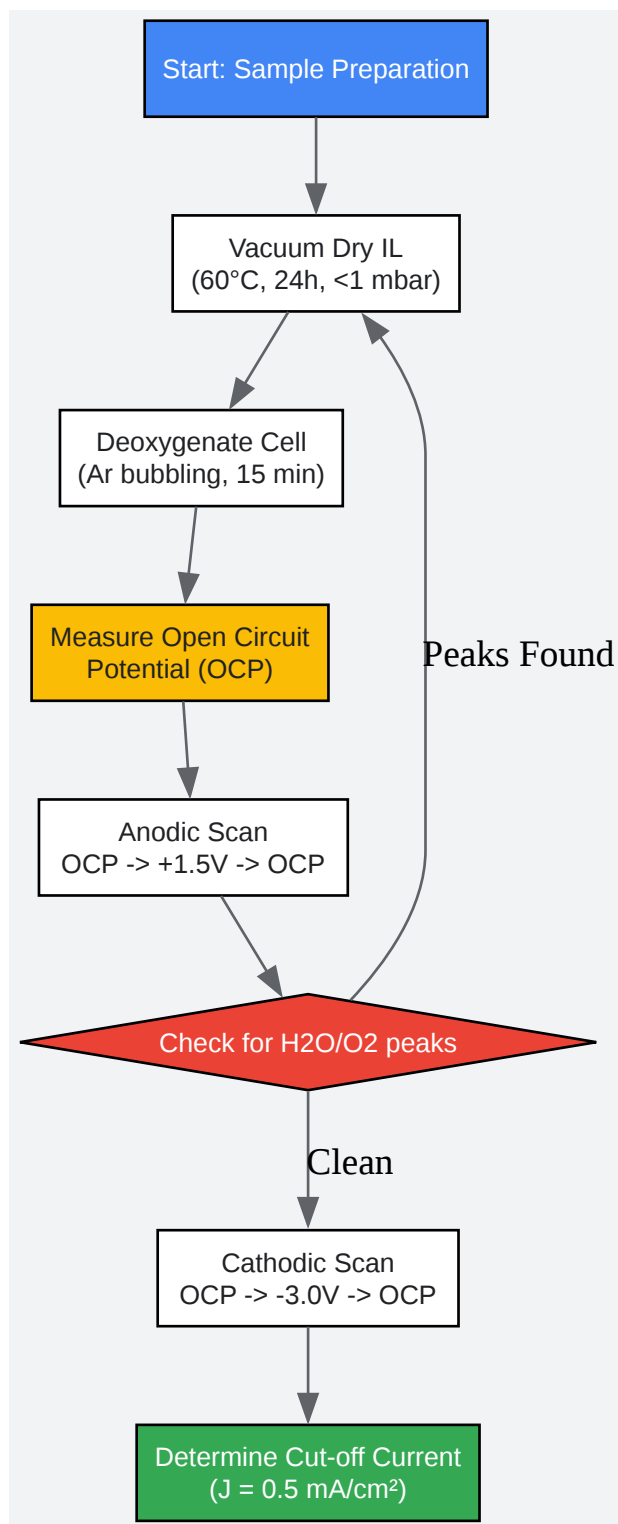 Start: Sample Preparation
Vacuum Dry IL
(60°C, 24h, <1 mbar)
Deoxygenate Cell
(Ar bubbling, 15 min)
Measure Open Circuit
Potential (OCP)
Peaks Found
Anodic Scan
OCP -> +1.5V -> OCP
Check for H2O/O2 peaks
Clean
Cathodic Scan
OCP -> -3.0V -> OCP
Determine Cut-off Current
(J = 0.5 mA/cm²)